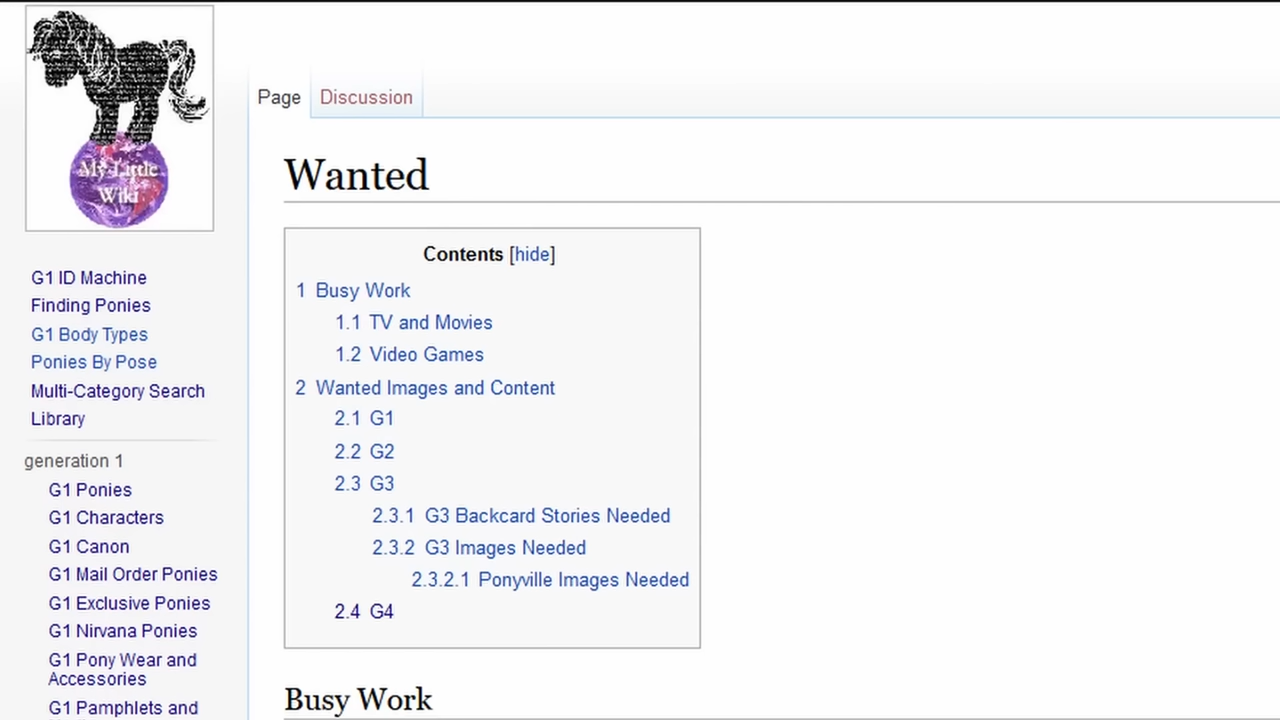 My Little
Wiki
G1 ID Machine
Finding Ponies
G1 Body Types
Ponies By Pose
Multi-Category Search
Library
generation 1
G1 Ponies
G1 Characters
G1 Canon
G1 Mail Order Ponies
G1 Exclusive Ponies
G1 Nirvana Ponies
G1 Pony Wear and
Accessories
G1 Pamphlets and
Page
Discussion
Wanted
Contents [hide]
1 Busy Work
1.1 TV and Movies
1.2 Video Games
2 Wanted Images and Content
2.1 G1
2.2 G2
2.3 G3
2.3.1 G3 Backcard Stories Needed
2.3.2 G3 Images Needed
2.3.2.1 Ponyville Images Needed
2.4 G4
Busy Work